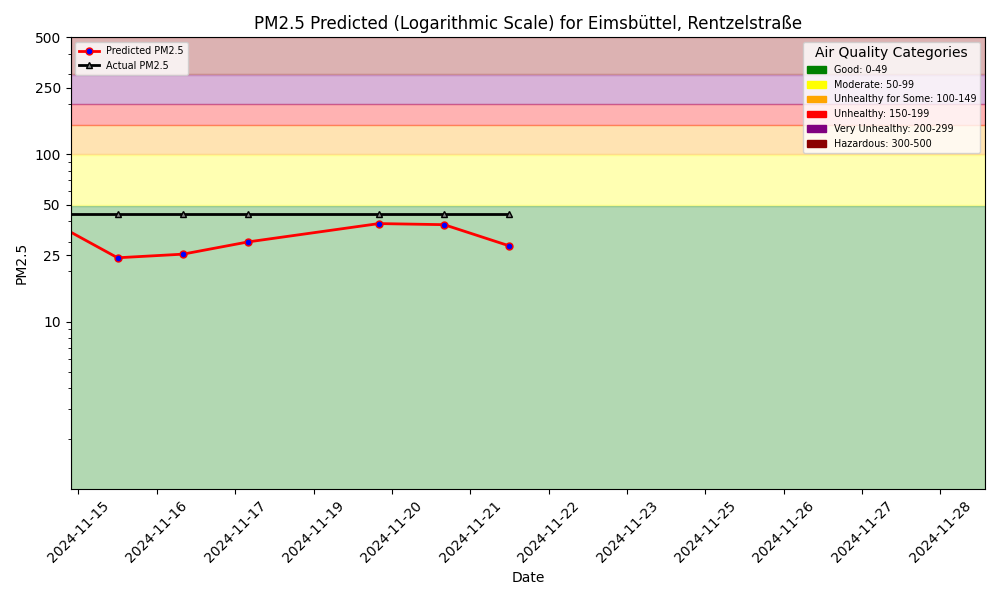 PM2.5 Predicted (Logarithmic Scale) for Eimsbüttel, Rentzelstraße
Predicted PM2.5
Actual PM2.5
Air Quality Categories
Good: 0-49
Moderate: 50-99
Unhealthy for Some: 100-149
Unhealthy: 150-199
Very Unhealthy: 200-299
Hazardous: 300-500
500
250
100
50
25
10
PM2.5
2024-11-15
2024-11-16
2024-11-17
2024-11-19
2024-11-20
2024-11-21
2024-11-22
2024-11-23
2024-11-25
2024-11-26
2024-11-27
2024-11-28
Date